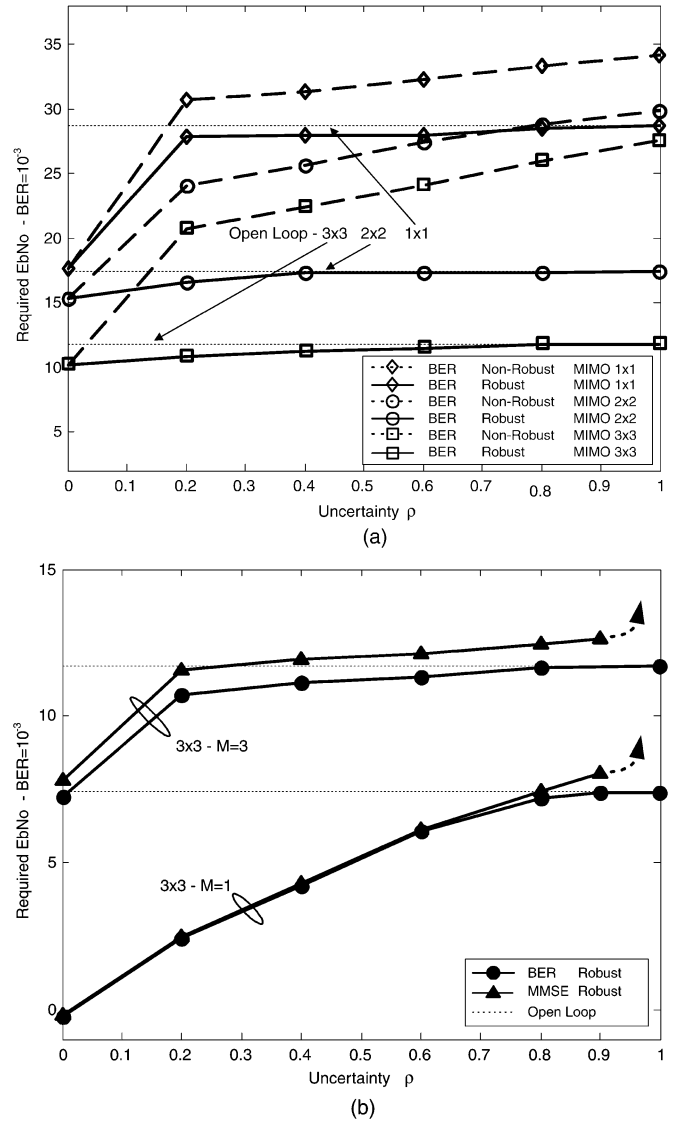 35
30
25
20
15
10
5
Required EbNo - BER=10⁻³
Open Loop - 3x3 2x2 1x1
BER Non-Robust MIMO 1x1
BER Robust MIMO 1x1
BER Non-Robust MIMO 2x2
BER Robust MIMO 2x2
BER Non-Robust MIMO 3x3
BER Robust MIMO 3x3
0 0.1 0.2 0.3 0.4 0.5 0.6 0.7 0.8 0.9 1
Uncertainty ρ
(a)
15
10
5
0
Required EbNo - BER=10⁻³
3x3 - M=3
3x3 - M=1
BER Robust
MMSE Robust
Open Loop
0 0.1 0.2 0.3 0.4 0.5 0.6 0.7 0.8 0.9 1
Uncertainty ρ
(b)